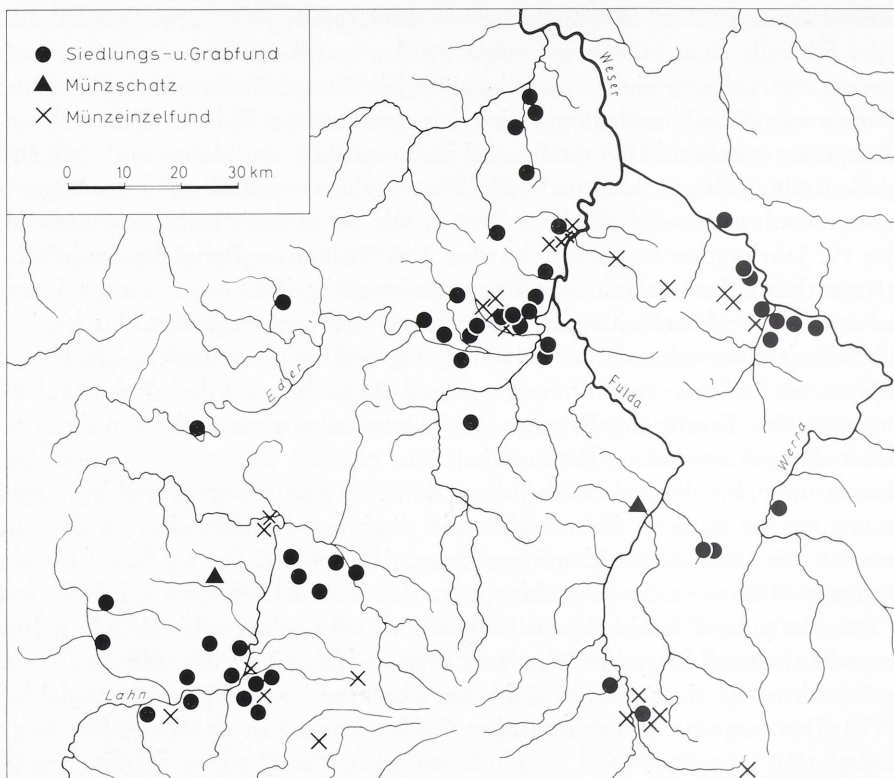 Siedlungs-u.Grabfund
Münzschatz
Münzeinzelfund
0 10 20 30 km
Weser
Eder
Fulda
Werra
Lahn